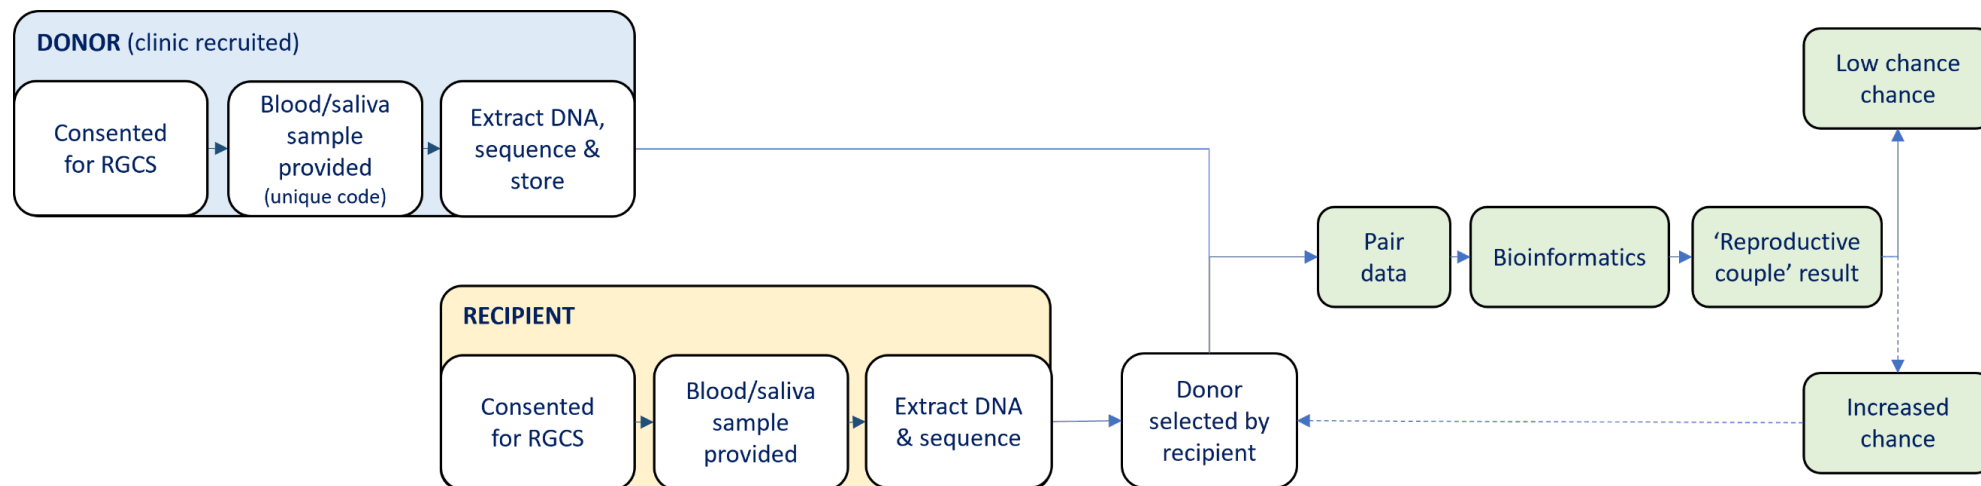 DONOR (clinic recruited)
Consented
for RGCS
Blood/saliva
sample
provided
(unique code)
Extract DNA,
sequence &
store
RECIPIENT
Consented
for RGCS
Blood/saliva
sample
provided
Extract DNA
& sequence
Donor
selected by
recipient
Pair
data
Bioinformatics
‘Reproductive
couple’ result
Low chance
chance
Increased
chance